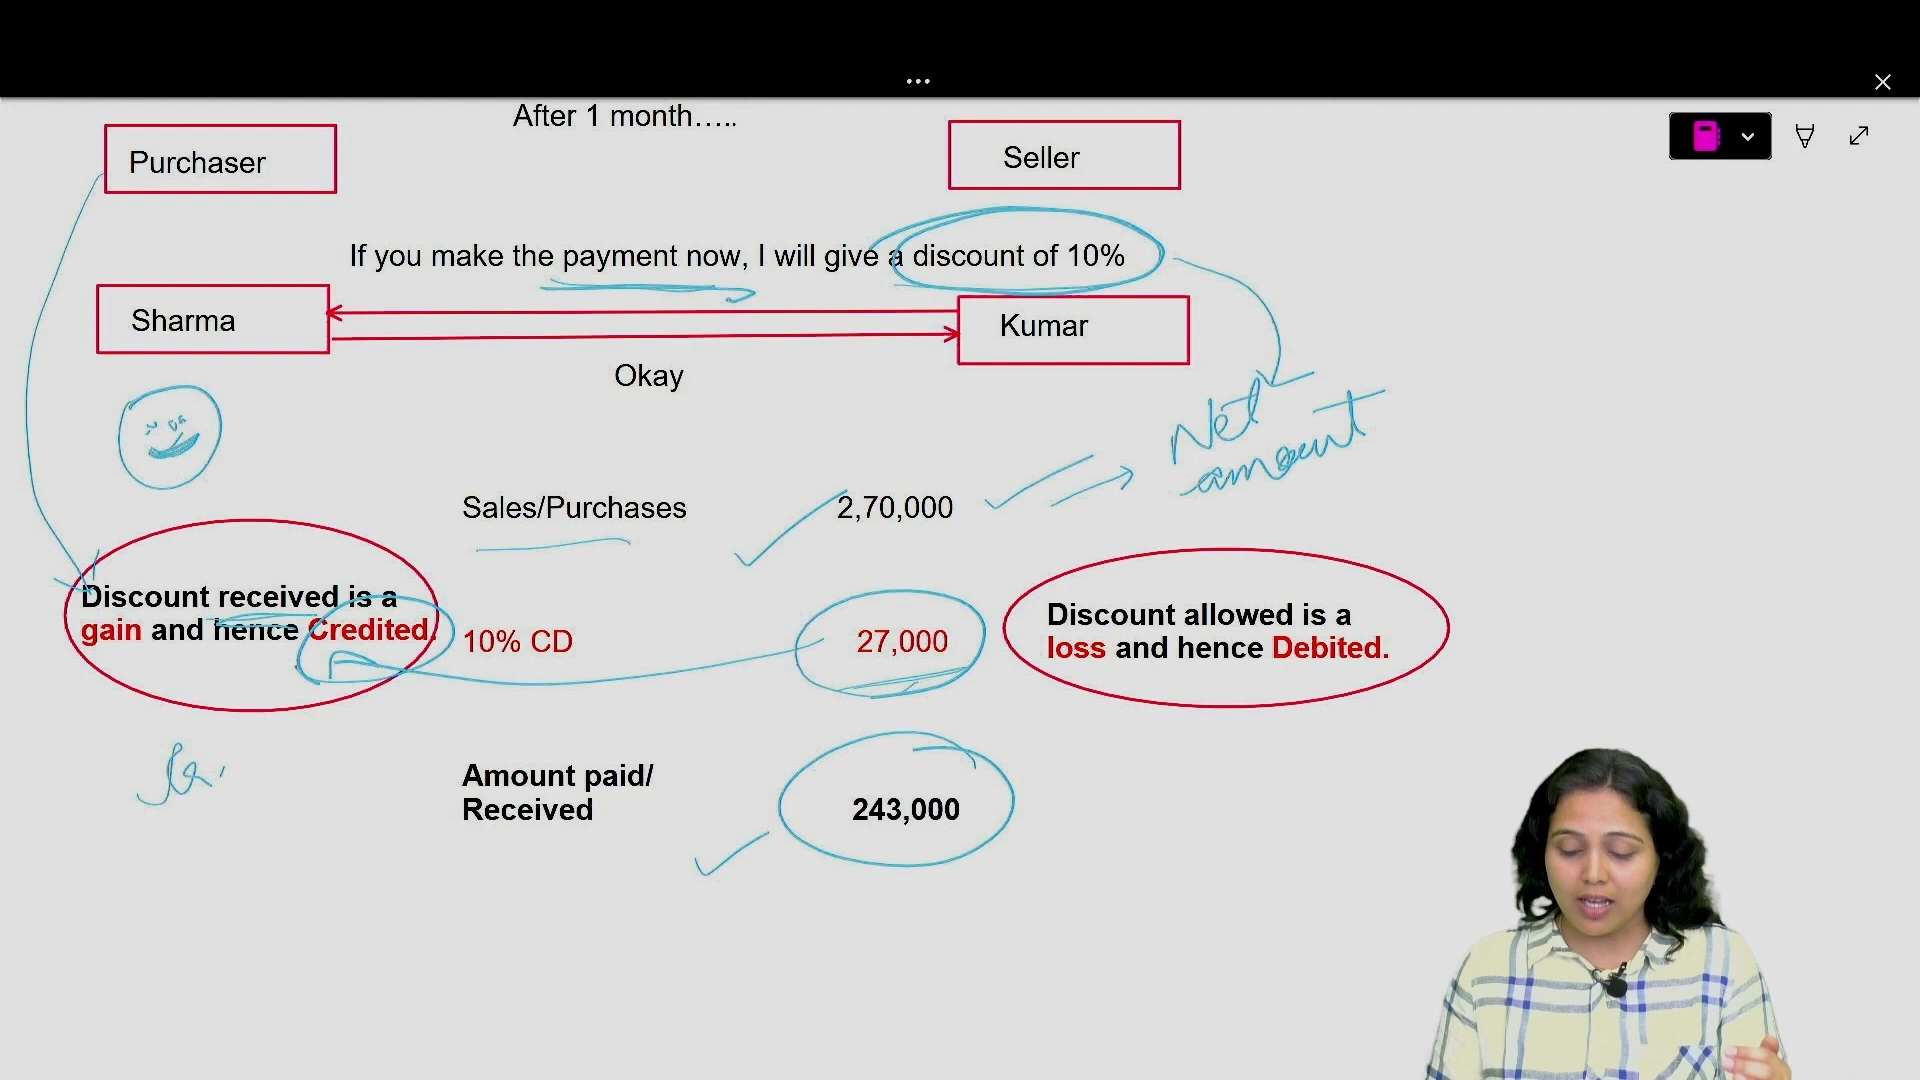 After 1 month.....
Purchaser
Seller
If you make the payment now, I will give a discount of 10%
Sharma
Kumar
Okay
Net
amount
Sales/Purchases 2,70,000
Discount received is a
gain and hence Credited.
10% CD 27,000
Discount allowed is a
loss and hence Debited.
Amount paid/
Received
243,000